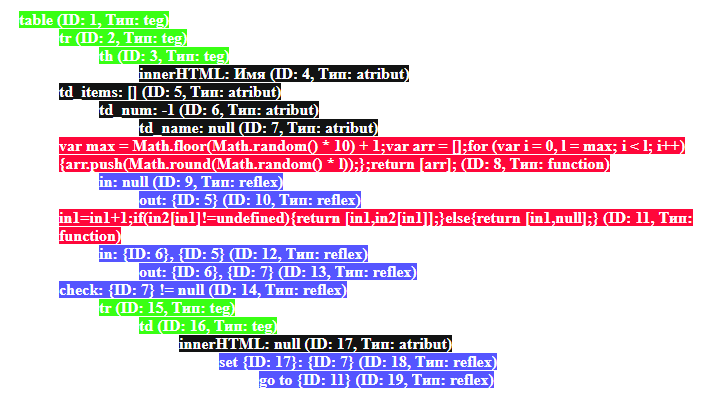 table (ID: 1, Тип: teg)
tr (ID: 2, Тип: teg)
th (ID: 3, Тип: teg)
innerHTML: Имя (ID: 4, Тип: atribut)
td_items: [] (ID: 5, Тип: atribut)
td_num: -1 (ID: 6, Тип: atribut)
td_name: null (ID: 7, Тип: atribut)
var max = Math.floor(Math.random() * 10) + 1;var arr = [];for (var i = 0, l = max; i < l; i++)
{arr.push(Math.round(Math.random() * l));};return [arr]; (ID: 8, Тип: function)
in: null (ID: 9, Тип: reflex)
out: {ID: 5} (ID: 10, Тип: reflex)
in1=in1+1;if(in2[in1]!=undefined){return [in1,in2[in1]];}else{return [in1,null];} (ID: 11, Тип:
function)
in: {ID: 6}, {ID: 5} (ID: 12, Тип: reflex)
out: {ID: 6}, {ID: 7} (ID: 13, Тип: reflex)
check: {ID: 7} != null (ID: 14, Тип: reflex)
tr (ID: 15, Тип: teg)
td (ID: 16, Тип: teg)
innerHTML: null (ID: 17, Тип: atribut)
set {ID: 17}: {ID: 7} (ID: 18, Тип: reflex)
go to {ID: 11} (ID: 19, Тип: reflex)